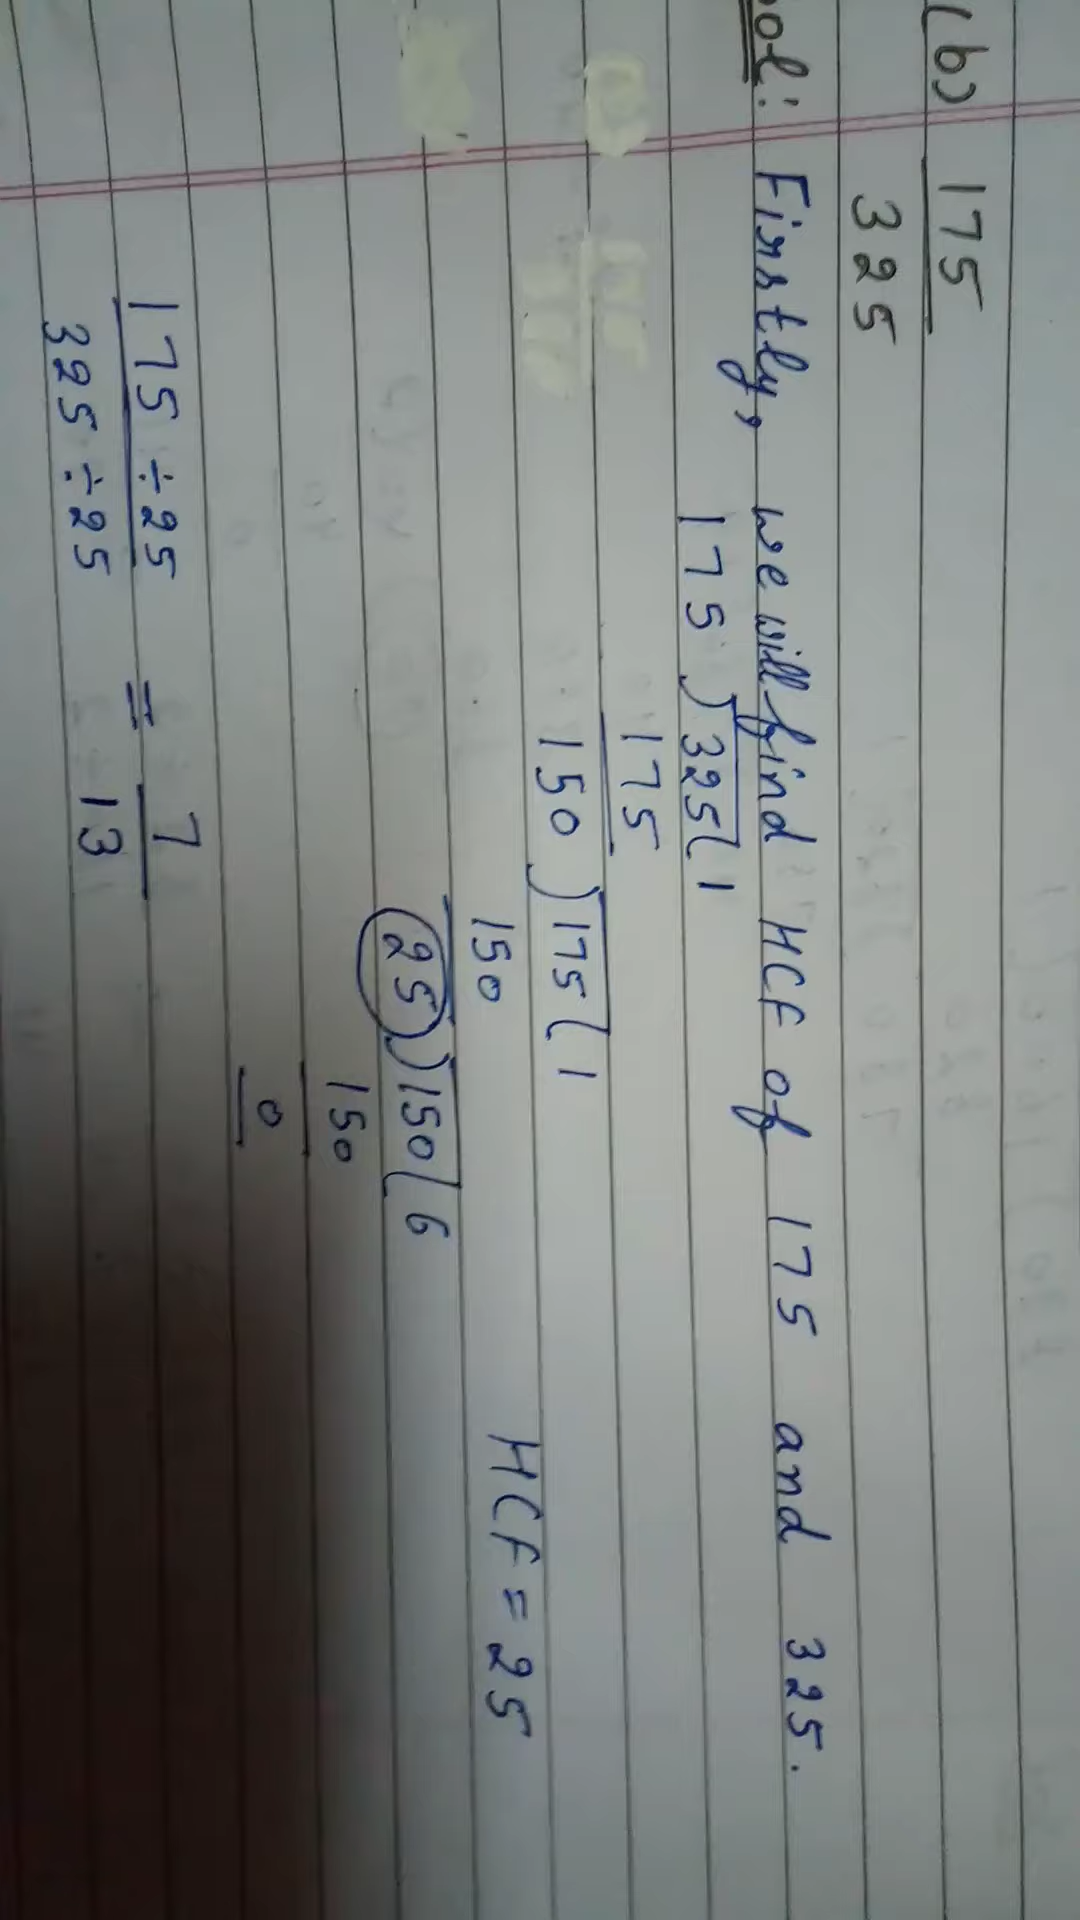 (b) 175
325
Sol: Firstly, we will find HCF of 175 and 325.
175)325(1
175
150)175(1
150 HCF = 25
25)150(6
150
0
175 ÷ 25 = 7
325 ÷ 25 13